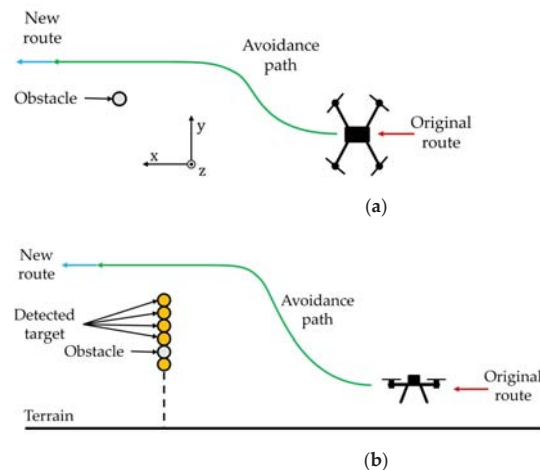 New
route
Avoidance
path
Obstacle
Original
route
y
x
z
(a)
New
route
Detected
target
Avoidance
path
Obstacle
Original
route
Terrain
(b)